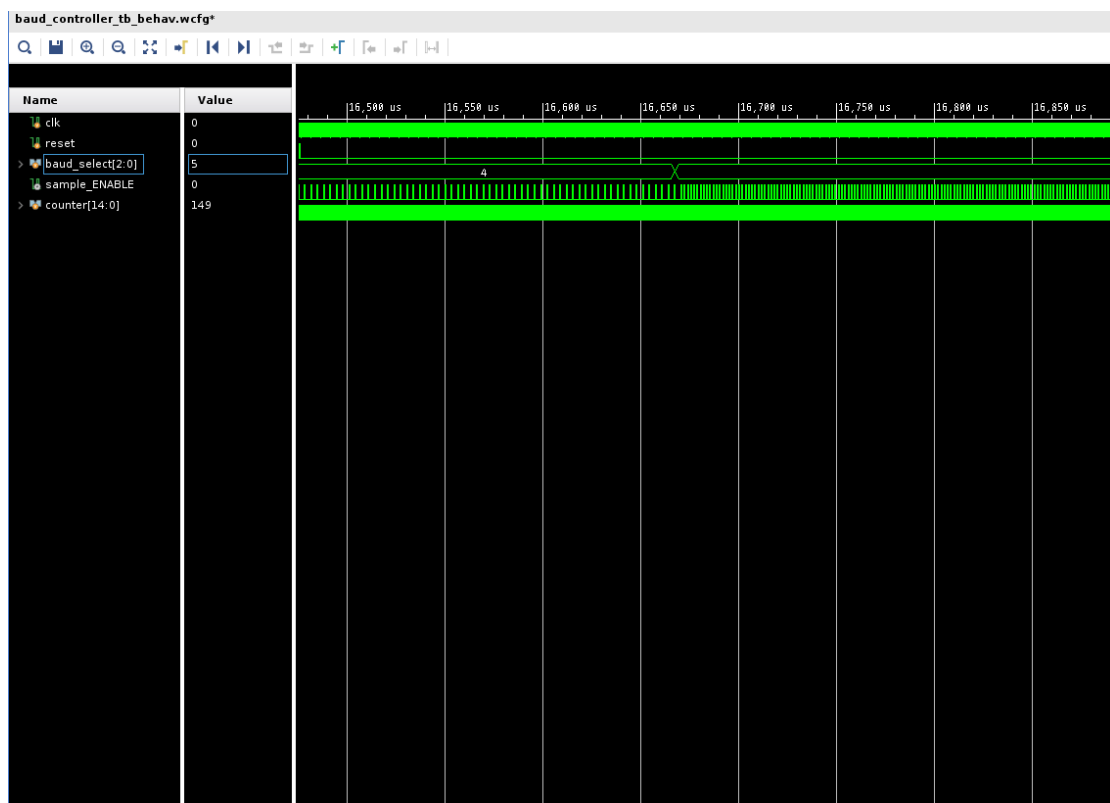 baud_controller_tb_behav.wcfg*
Name Value
16,500 us 16,550 us 16,600 us 16,650 us 16,700 us 16,750 us 16,800 us 16,850 us
clk 0
reset 0
baud_select[2:0] 5 4
sample_ENABLE 0
counter[14:0] 149